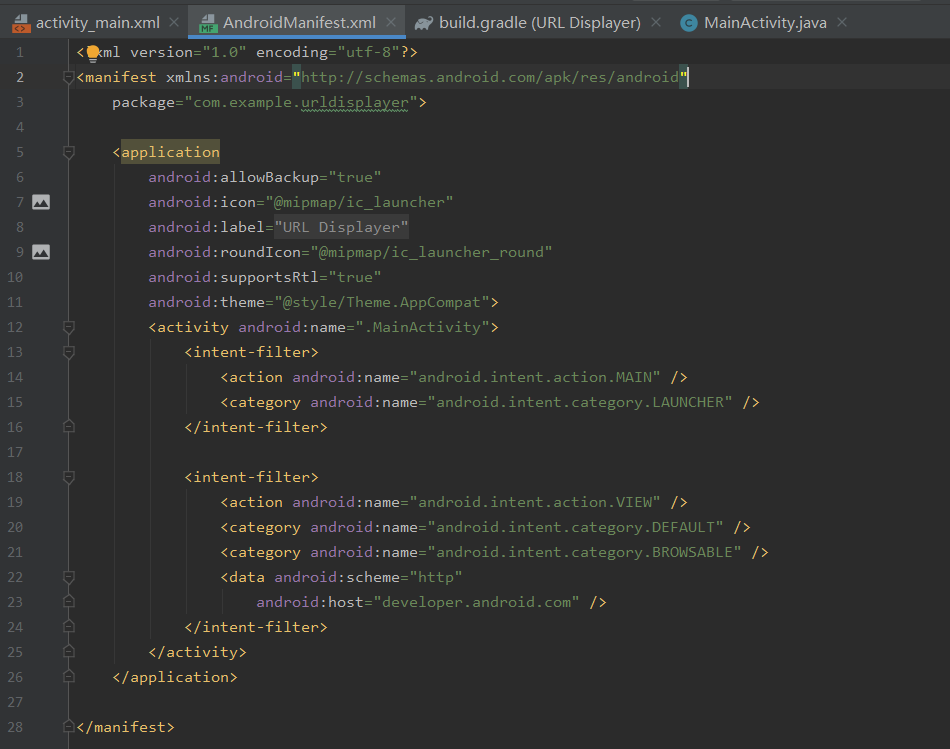 activity_main.xml AndroidManifest.xml build.gradle (URL Displayer) MainActivity.java
1 <?xml version="1.0" encoding="utf-8"?>
2 <manifest xmlns:android="http://schemas.android.com/apk/res/android"
3 package="com.example.urldisplayer">
4
5 <application
6 android:allowBackup="true"
7 android:icon="@mipmap/ic_launcher"
8 android:label="URL Displayer"
9 android:roundIcon="@mipmap/ic_launcher_round"
10 android:supportsRtl="true"
11 android:theme="@style/Theme.AppCompat">
12 <activity android:name=".MainActivity">
13 <intent-filter>
14 <action android:name="android.intent.action.MAIN" />
15 <category android:name="android.intent.category.LAUNCHER" />
16 </intent-filter>
17
18 <intent-filter>
19 <action android:name="android.intent.action.VIEW" />
20 <category android:name="android.intent.category.DEFAULT" />
21 <category android:name="android.intent.category.BROWSABLE" />
22 <data android:scheme="http"
23 android:host="developer.android.com" />
24 </intent-filter>
25 </activity>
26 </application>
27
28 </manifest>